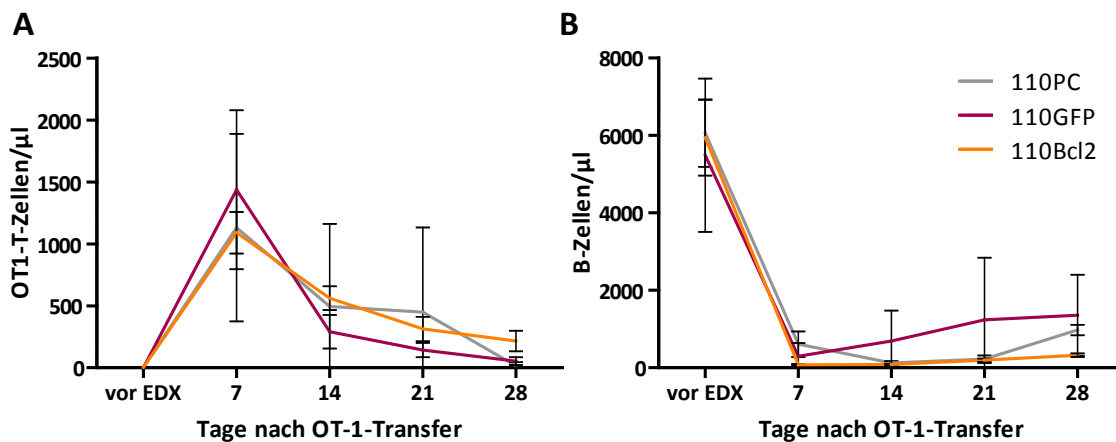 A
OT1-T-Zellen/µl
2500
2000
1500
1000
500
0
vor EDX 7 14 21 28
Tage nach OT-1-Transfer
B
B-Zellen/µl
8000
6000
4000
2000
0
vor EDX 7 14 21 28
Tage nach OT-1-Transfer
110PC
110GFP
110Bcl2